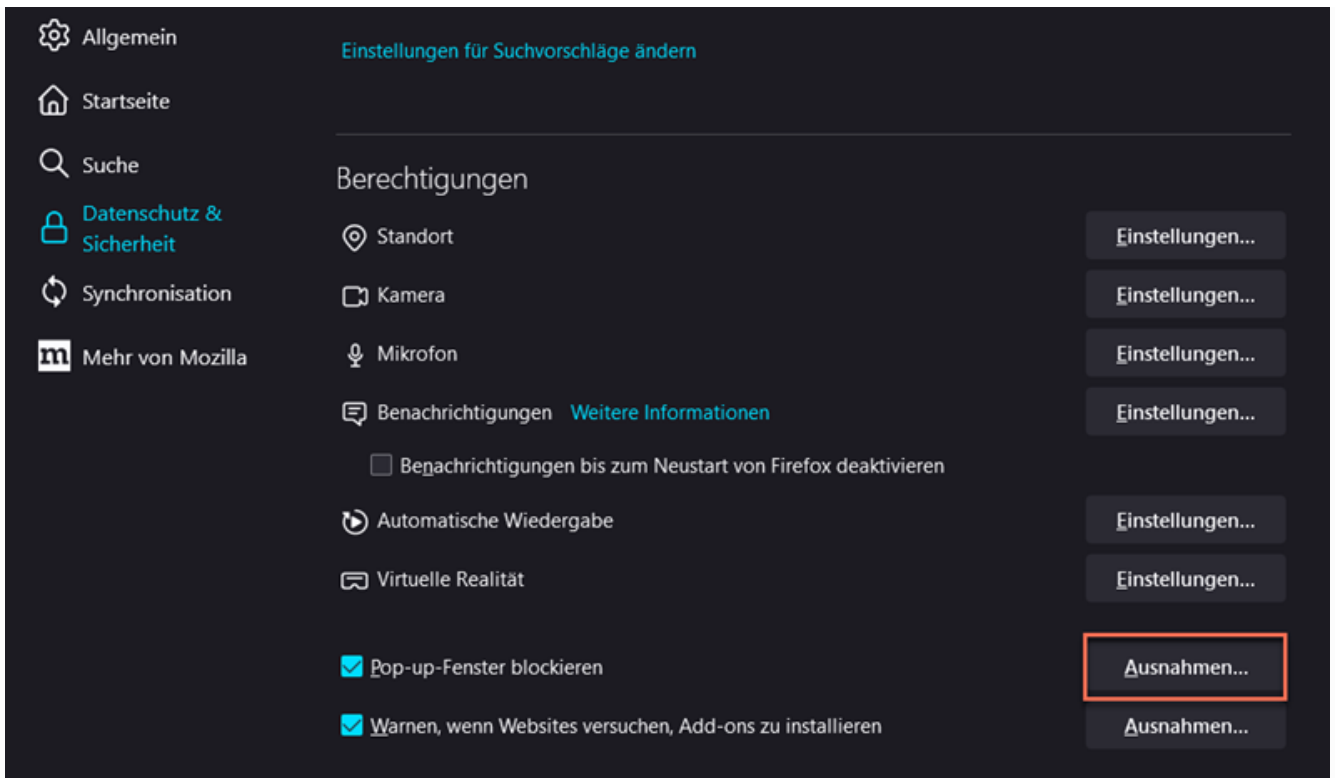 Allgemein
Startseite
Suche
Datenschutz &
Sicherheit
Synchronisation
m Mehr von Mozilla
Einstellungen für Suchvorschläge ändern
Berechtigungen
Standort Einstellungen...
Kamera Einstellungen...
Mikrofon Einstellungen...
Benachrichtigungen Weitere Informationen Einstellungen...
Benachrichtigungen bis zum Neustart von Firefox deaktivieren
Automatische Wiedergabe Einstellungen...
Virtuelle Realität Einstellungen...
Pop-up-Fenster blockieren Ausnahmen...
Warnen, wenn Websites versuchen, Add-ons zu installieren Ausnahmen...